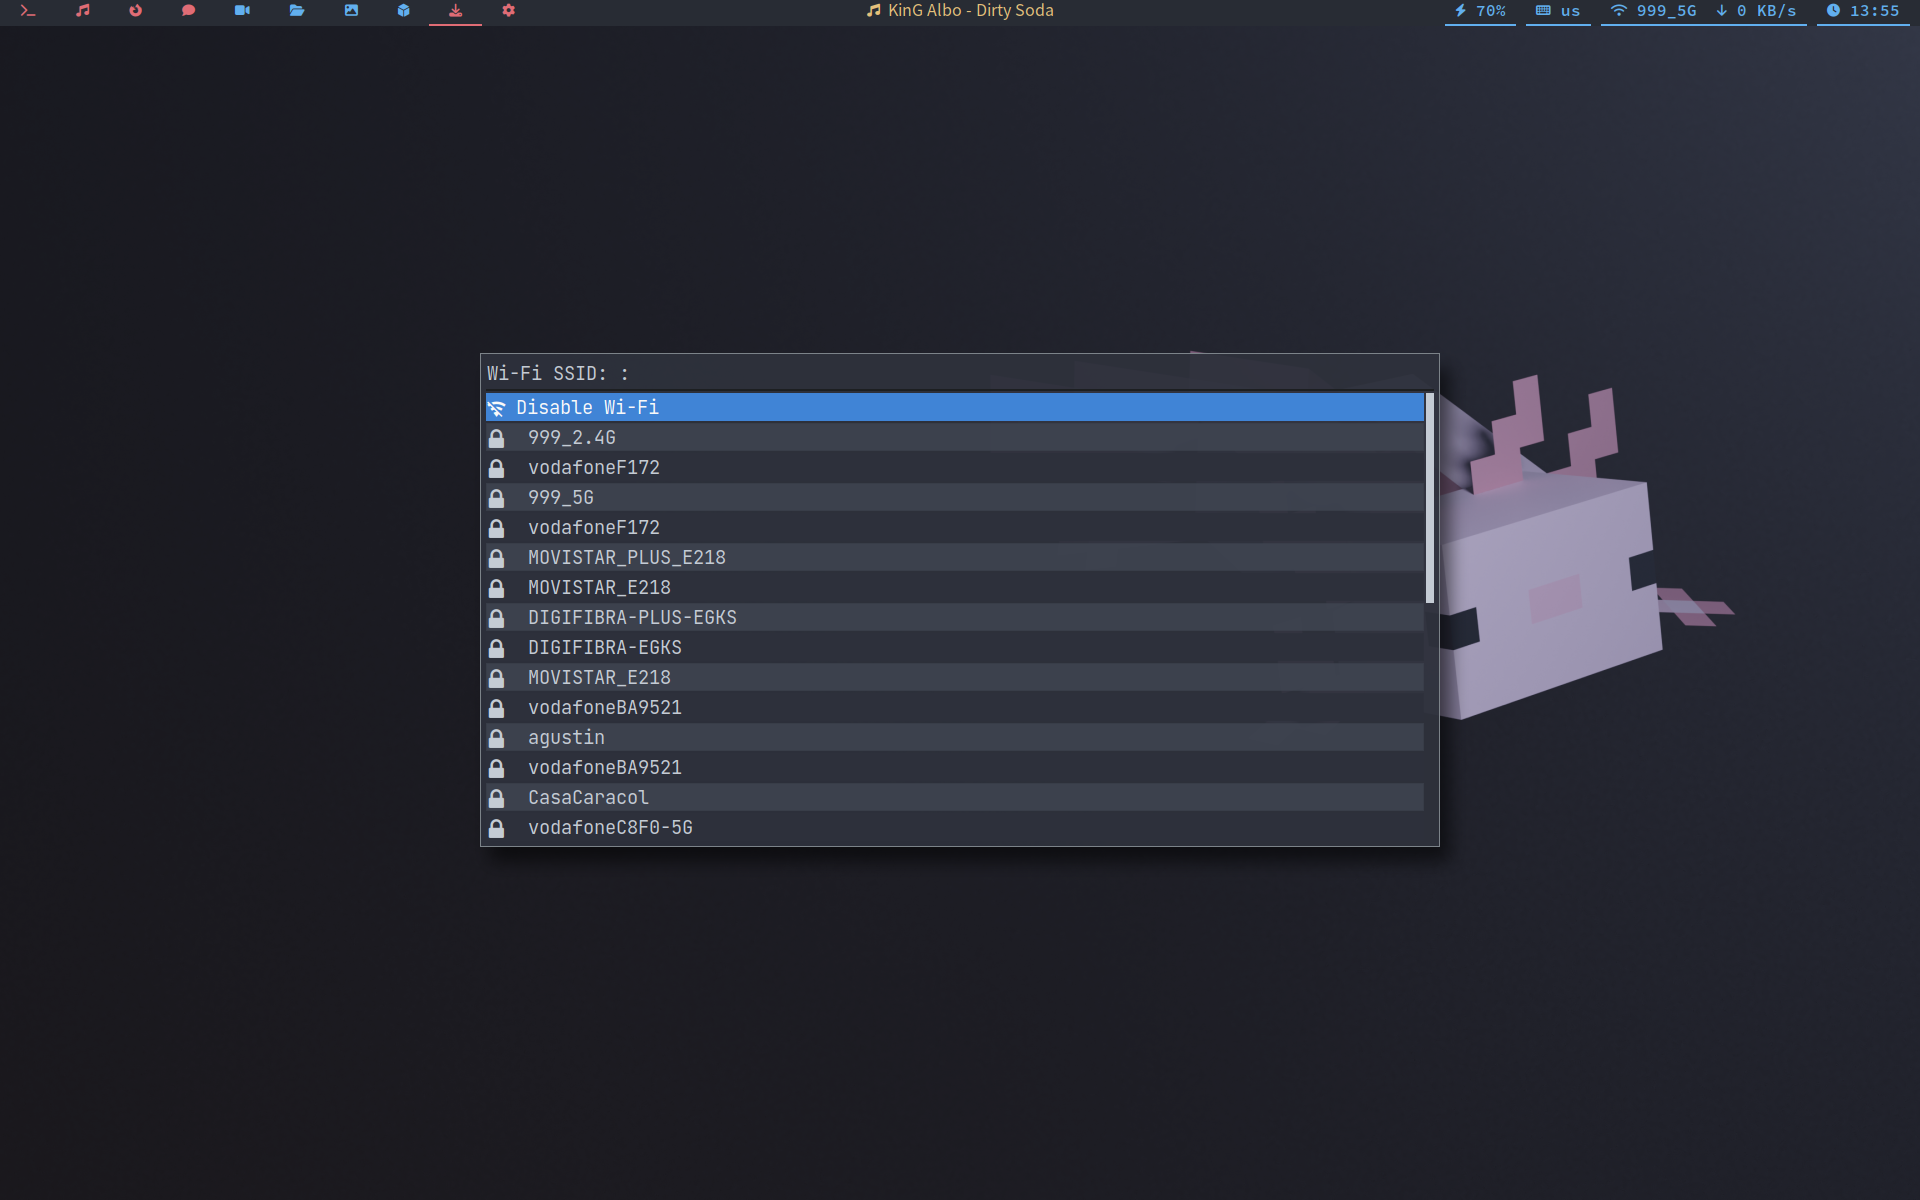 KinG Albo - Dirty Soda
70%
us
999_5G
0 KB/s
13:55
Wi-Fi SSID: :
Disable Wi-Fi
999_2.4G
vodafoneF172
999_5G
vodafoneF172
MOVISTAR_PLUS_E218
MOVISTAR_E218
DIGIFIBRA-PLUS-EGKS
DIGIFIBRA-EGKS
MOVISTAR_E218
vodafoneBA9521
agustin
vodafoneBA9521
CasaCaracol
vodafoneC8F0-5G